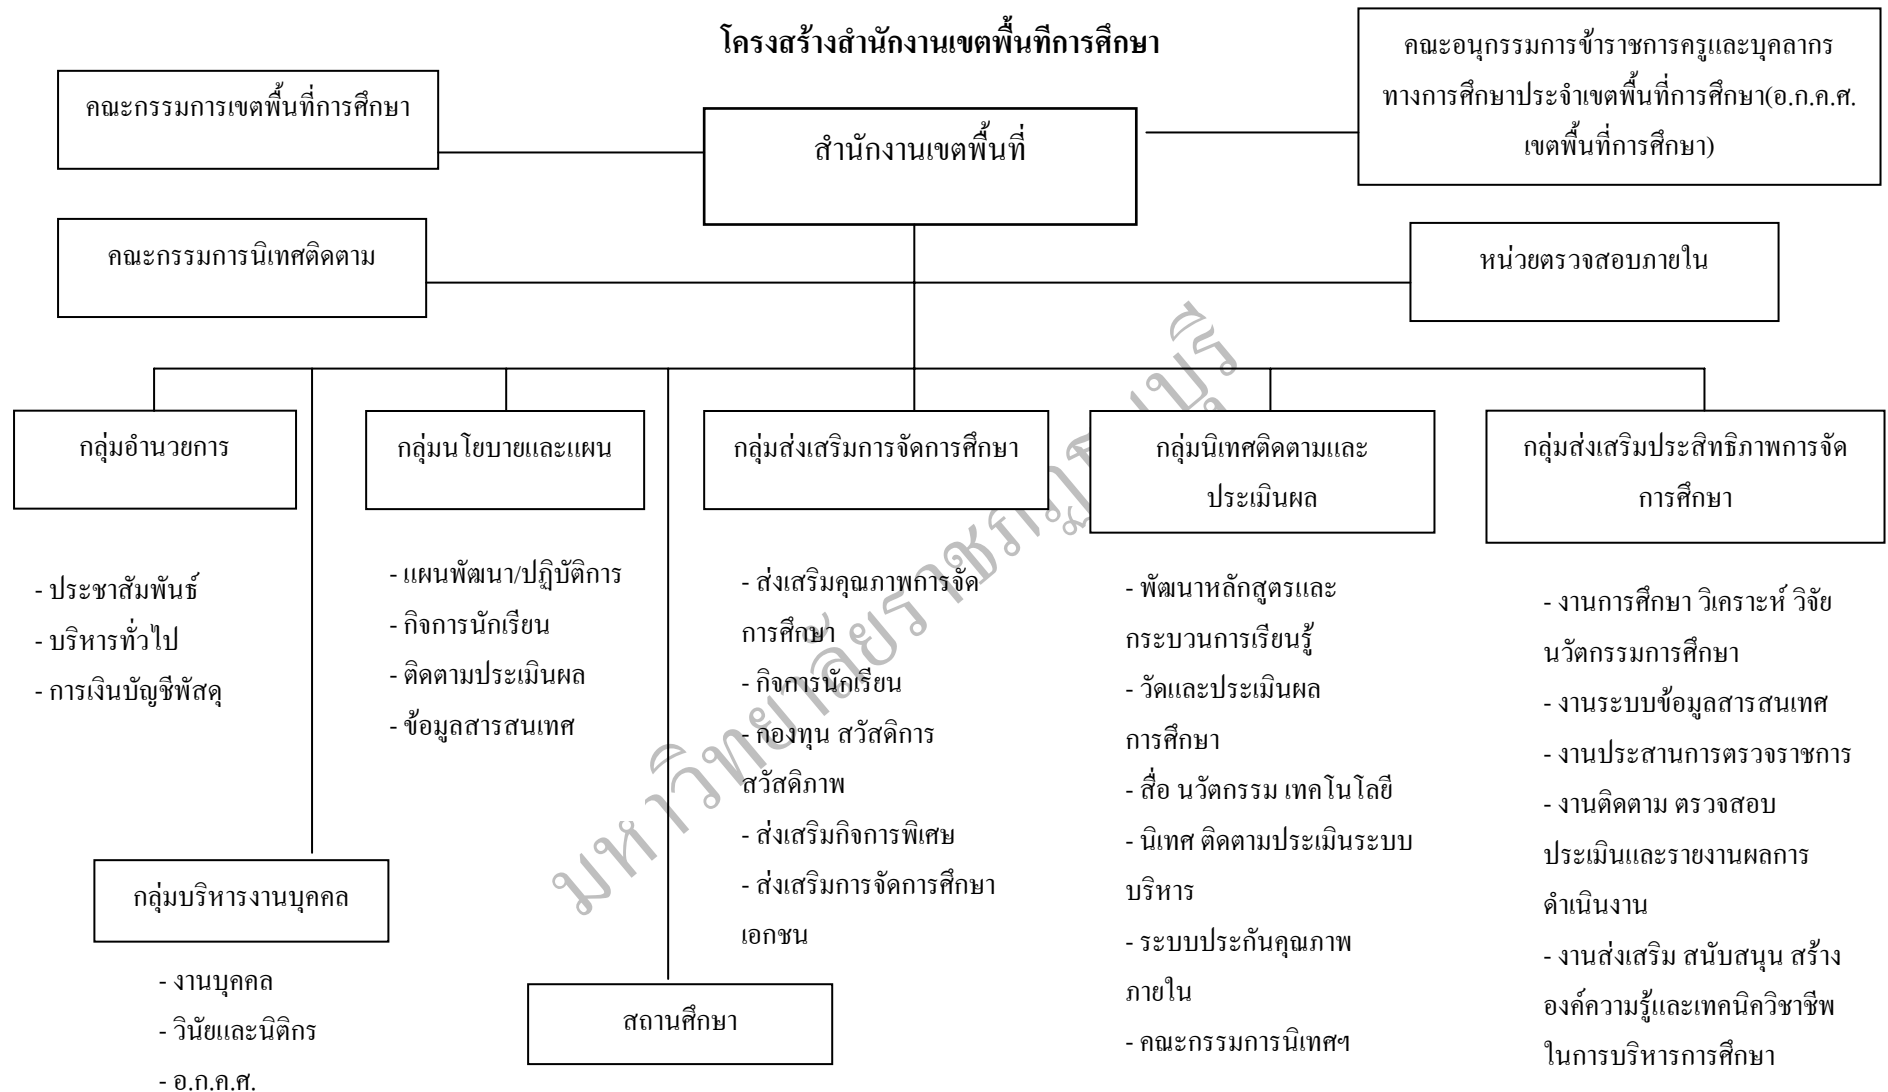 โครงสร้างสำนักงานเขตพื้นทีการศึกษา
คณะกรรมการเขตพื้นที่การศึกษา
สำนักงานเขตพื้นที่
คณะอนุกรรมการข้าราชการครูและบุคลากร
ทางการศึกษาประจำเขตพื้นที่การศึกษา(อ.ก.ค.ศ.
เขตพื้นที่การศึกษา)
คณะกรรมการนิเทศติดตาม
หน่วยตรวจสอบภายใน
กลุ่มอำนวยการ
- ประชาสัมพันธ์
- บริหารทั่วไป
- การเงินบัญชีพัสดุ
กลุ่มบริหารงานบุคคล
- งานบุคคล
- วินัยและนิติกร
- อ.ก.ค.ศ.
กลุ่มนโยบายและแผน
- แผนพัฒนา/ปฏิบัติการ
- กิจการนักเรียน
- ติดตามประเมินผล
- ข้อมูลสารสนเทศ
สถานศึกษา
กลุ่มส่งเสริมการจัดการศึกษา
- ส่งเสริมคุณภาพการจัด
การศึกษา
- กิจการนักเรียน
- กองทุน สวัสดิการ
สวัสดิภาพ
- ส่งเสริมกิจการพิเศษ
- ส่งเสริมการจัดการศึกษา
เอกชน
กลุ่มนิเทศติดตามและ
ประเมินผล
- พัฒนาหลักสูตรและ
กระบวนการเรียนรู้
- วัดและประเมินผล
การศึกษา
- สื่อ นวัตกรรม เทคโนโลยี
- นิเทศ ติดตามประเมินระบบ
บริหาร
- ระบบประกันคุณภาพ
ภายใน
- คณะกรรมการนิเทศฯ
กลุ่มส่งเสริมประสิทธิภาพการจัด
การศึกษา
- งานการศึกษา วิเคราะห์ วิจัย
นวัตกรรมการศึกษา
- งานระบบข้อมูลสารสนเทศ
- งานประสานการตรวจราชการ
- งานติดตาม ตรวจสอบ
ประเมินและรายงานผลการ
ดำเนินงาน
- งานส่งเสริม สนับสนุน สร้าง
องค์ความรู้และเทคนิควิชาชีพ
ในการบริหารการศึกษา